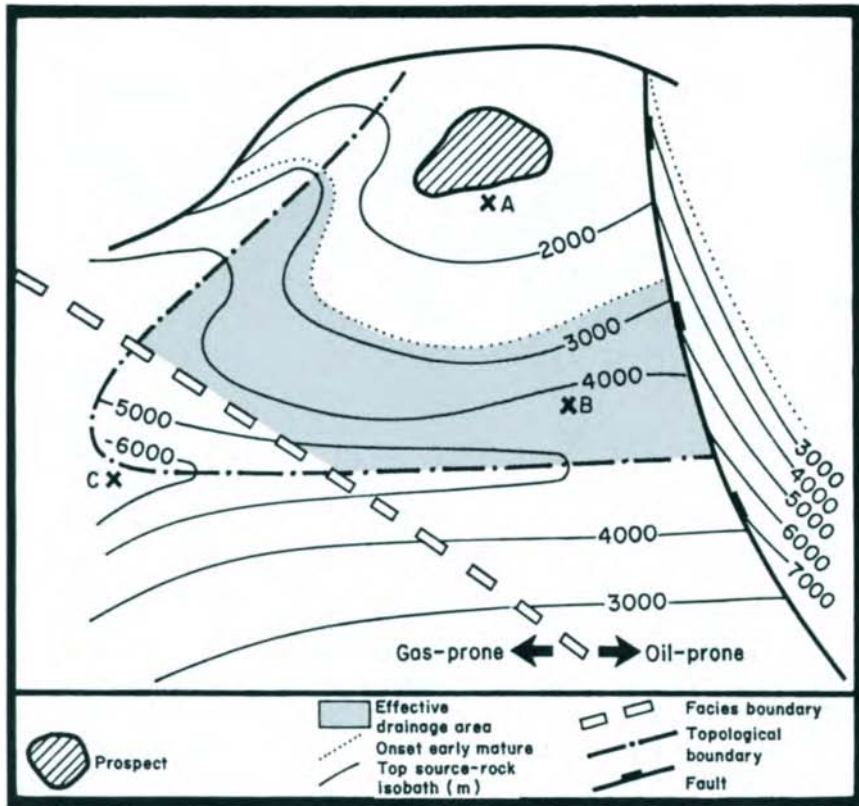 A
2000
3000
4000
B
5000
-6000
C
3000
4000
5000
6000
7000
4000
3000
Gas-prone
Oil-prone
Prospect
Effective
drainage area
Onset early mature
Top source-rock
isobath (m)
Facies boundary
Topological
boundary
Fault